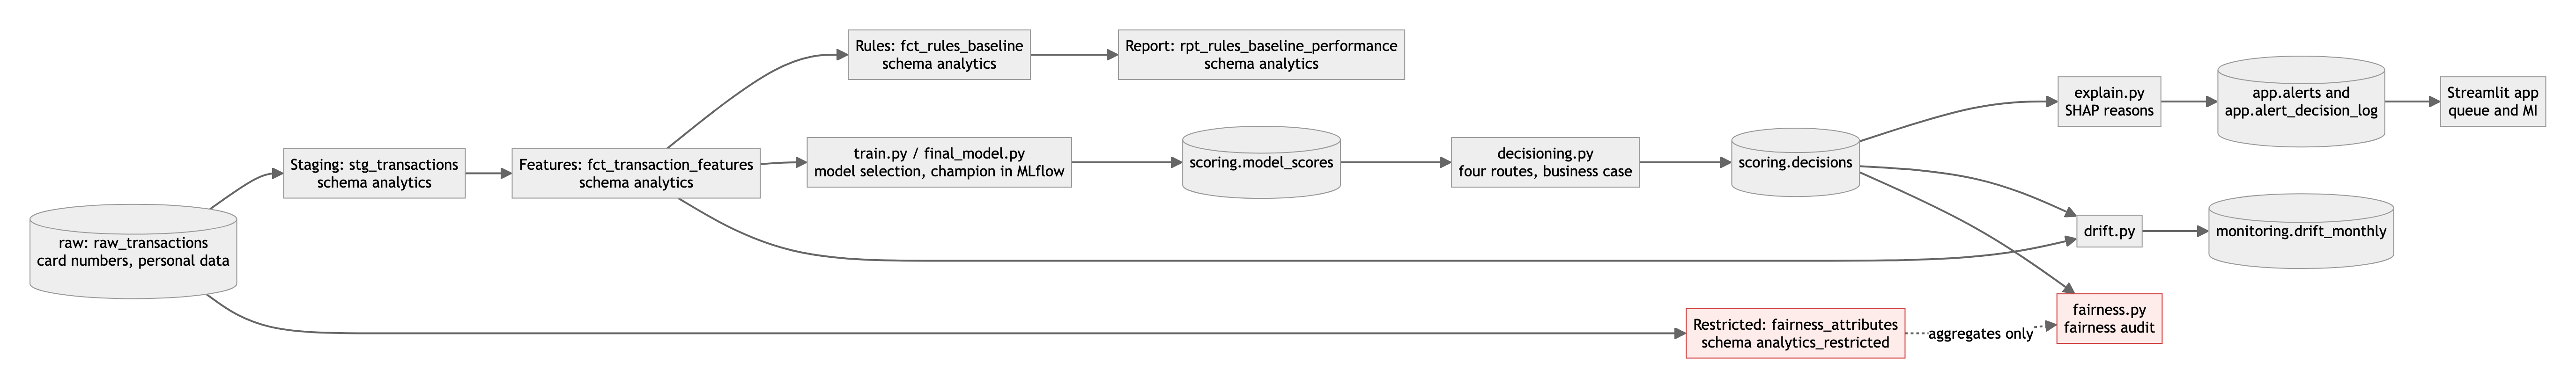 Rules: fct_rules_baseline
schema analytics
Report: rpt_rules_baseline_performance
schema analytics
explain.py
SHAP reasons
app.alerts and
app.alert_decision_log
Streamlit app
queue and MI
Staging: stg_transactions
schema analytics
Features: fct_transaction_features
schema analytics
train.py / final_model.py
model selection, champion in MLflow
scoring.model_scores
decisioning.py
four routes, business case
scoring.decisions
raw: raw_transactions
card numbers, personal data
drift.py
monitoring.drift_monthly
Restricted: fairness_attributes
schema analytics_restricted
aggregates only
fairness.py
fairness audit